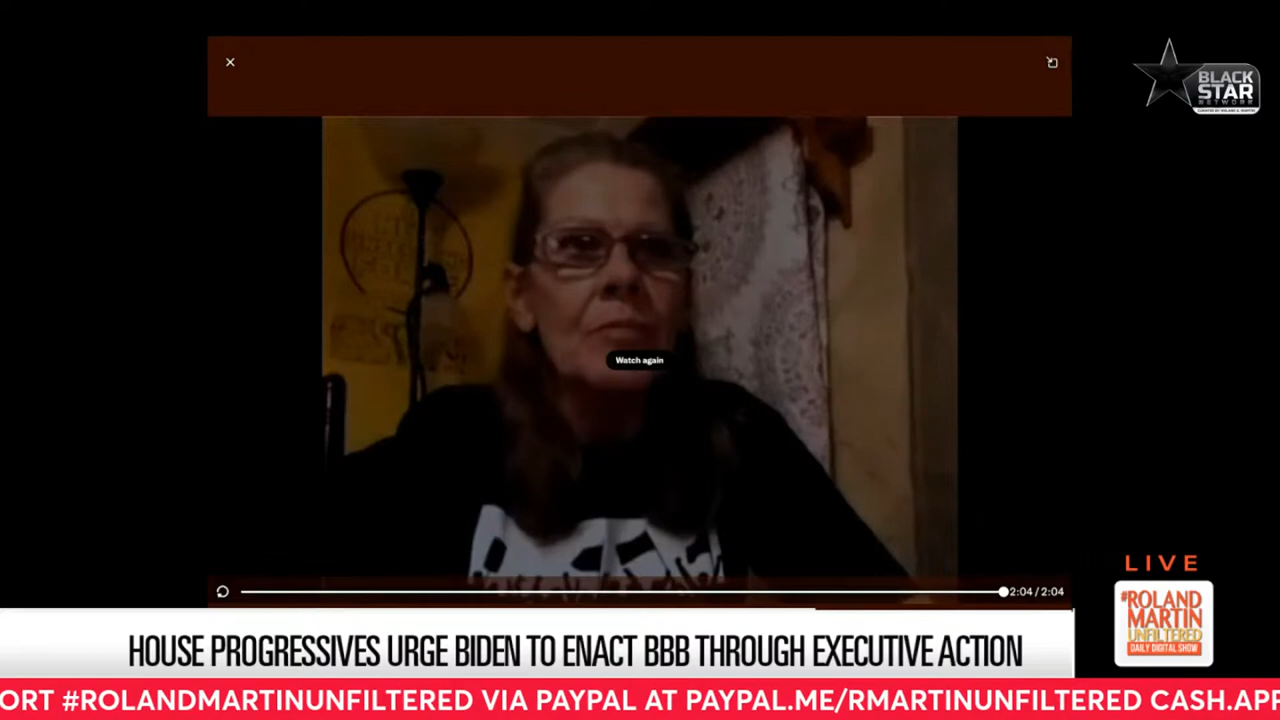 BLACK
STAR
NETWORK
Watch again
2:04 / 2:04
LIVE
#ROLAND
MARTIN
UNFILTERED
DAILY DIGITAL SHOW
HOUSE PROGRESSIVES URGE BIDEN TO ENACT BBB THROUGH EXECUTIVE ACTION
ORT #ROLANDMARTINUNFILTERED VIA PAYPAL AT PAYPAL.ME/RMARTINUNFILTERED CASH.APP